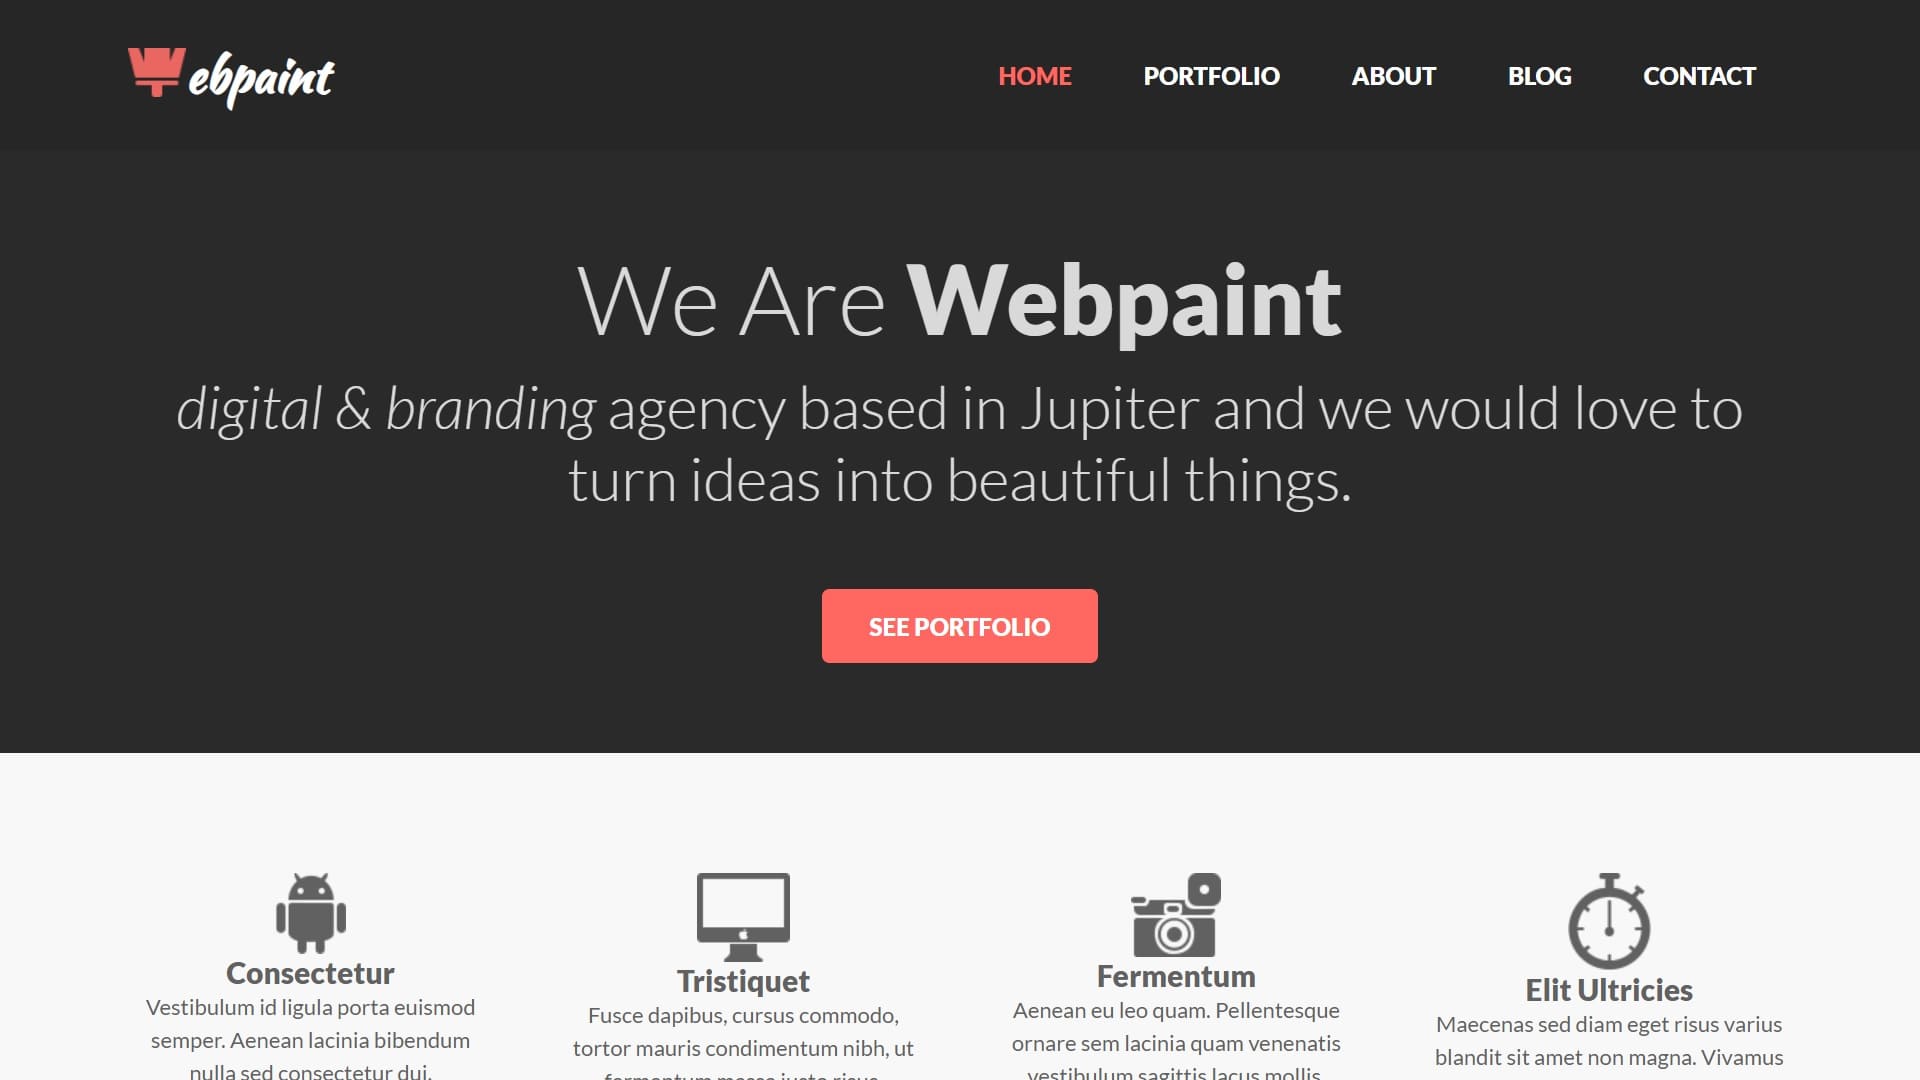 Webpaint
HOME PORTFOLIO ABOUT BLOG CONTACT
We Are Webpaint
digital & branding agency based in Jupiter and we would love to
turn ideas into beautiful things.
SEE PORTFOLIO
Consectetur
Vestibulum id ligula porta euismod
semper. Aenean lacinia bibendum
nulla sed consectetur dui.
Tristiquet
Fusce dapibus, cursus commodo,
tortor mauris condimentum nibh, ut
fermentum massa justo risus
Fermentum
Aenean eu leo quam. Pellentesque
ornare sem lacinia quam venenatis
vestibulum sagittis lacus mollis
Elit Ultricies
Maecenas sed diam eget risus varius
blandit sit amet non magna. Vivamus